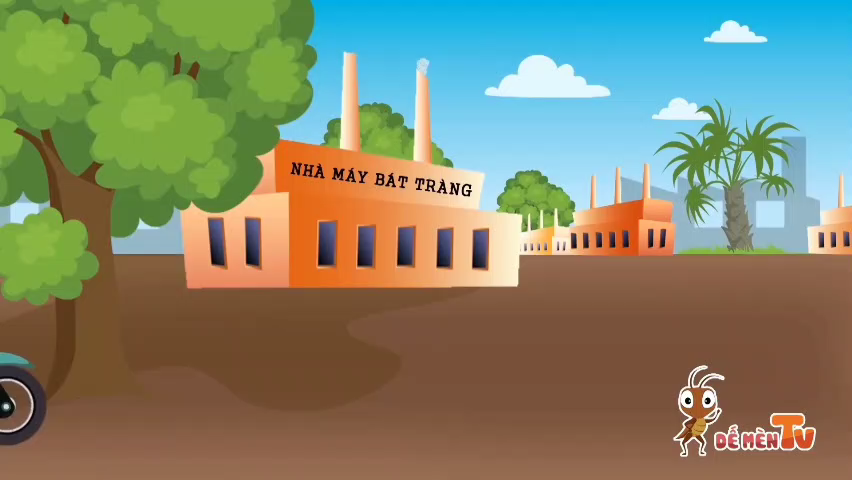 NHÀ MÁY BÁT TRÀNG
DẾ MÈN TV